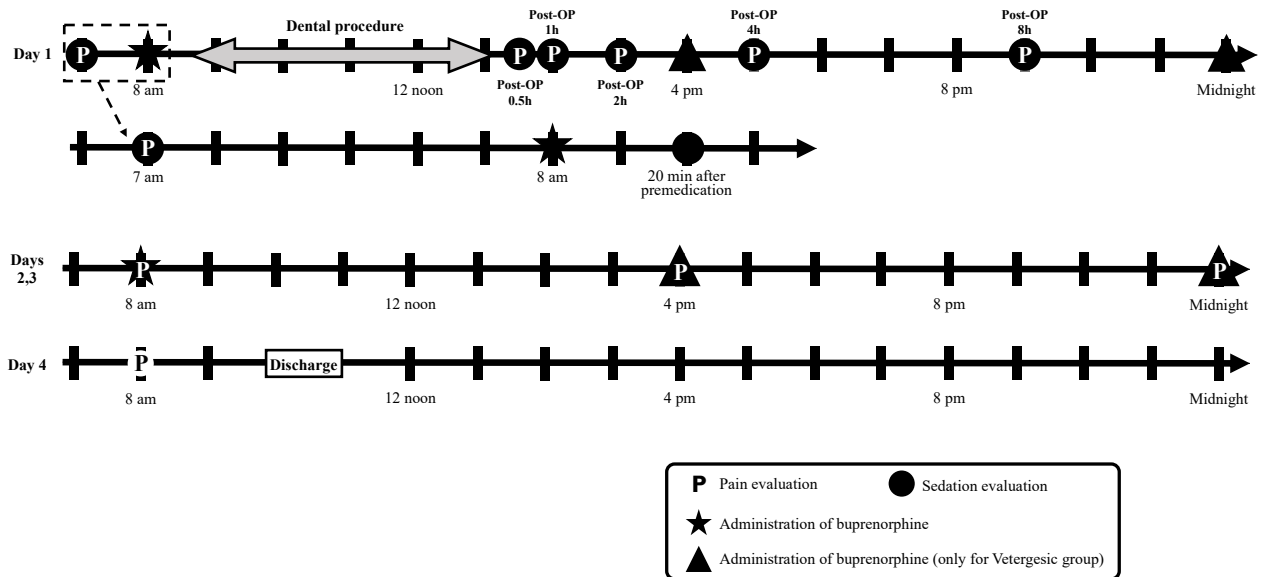 Dental procedure
Post-OP
1h
Post-OP
4h
Post-OP
8h
Day 1
P
P
P
P
P
P
8 am
12 noon
Post-OP
0.5h
Post-OP
2h
4 pm
8 pm
Midnight
P
7 am
8 am
20 min after
premedication
Days
2,3
P
P
P
8 am
12 noon
4 pm
8 pm
Midnight
Day 4
P
Discharge
8 am
12 noon
4 pm
8 pm
Midnight
P Pain evaluation
Sedation evaluation
Administration of buprenorphine
Administration of buprenorphine (only for Vetergesic group)